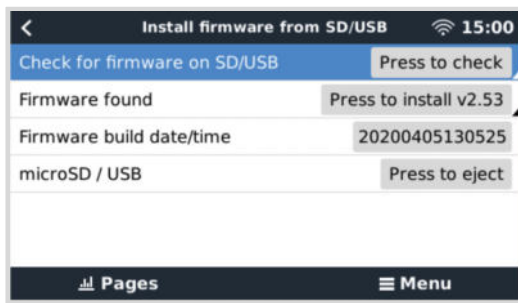 Install firmware from SD/USB 15:00
Check for firmware on SD/USB Press to check
Firmware found Press to install v2.53
Firmware build date/time 20200405130525
microSD / USB Press to eject
Pages Menu